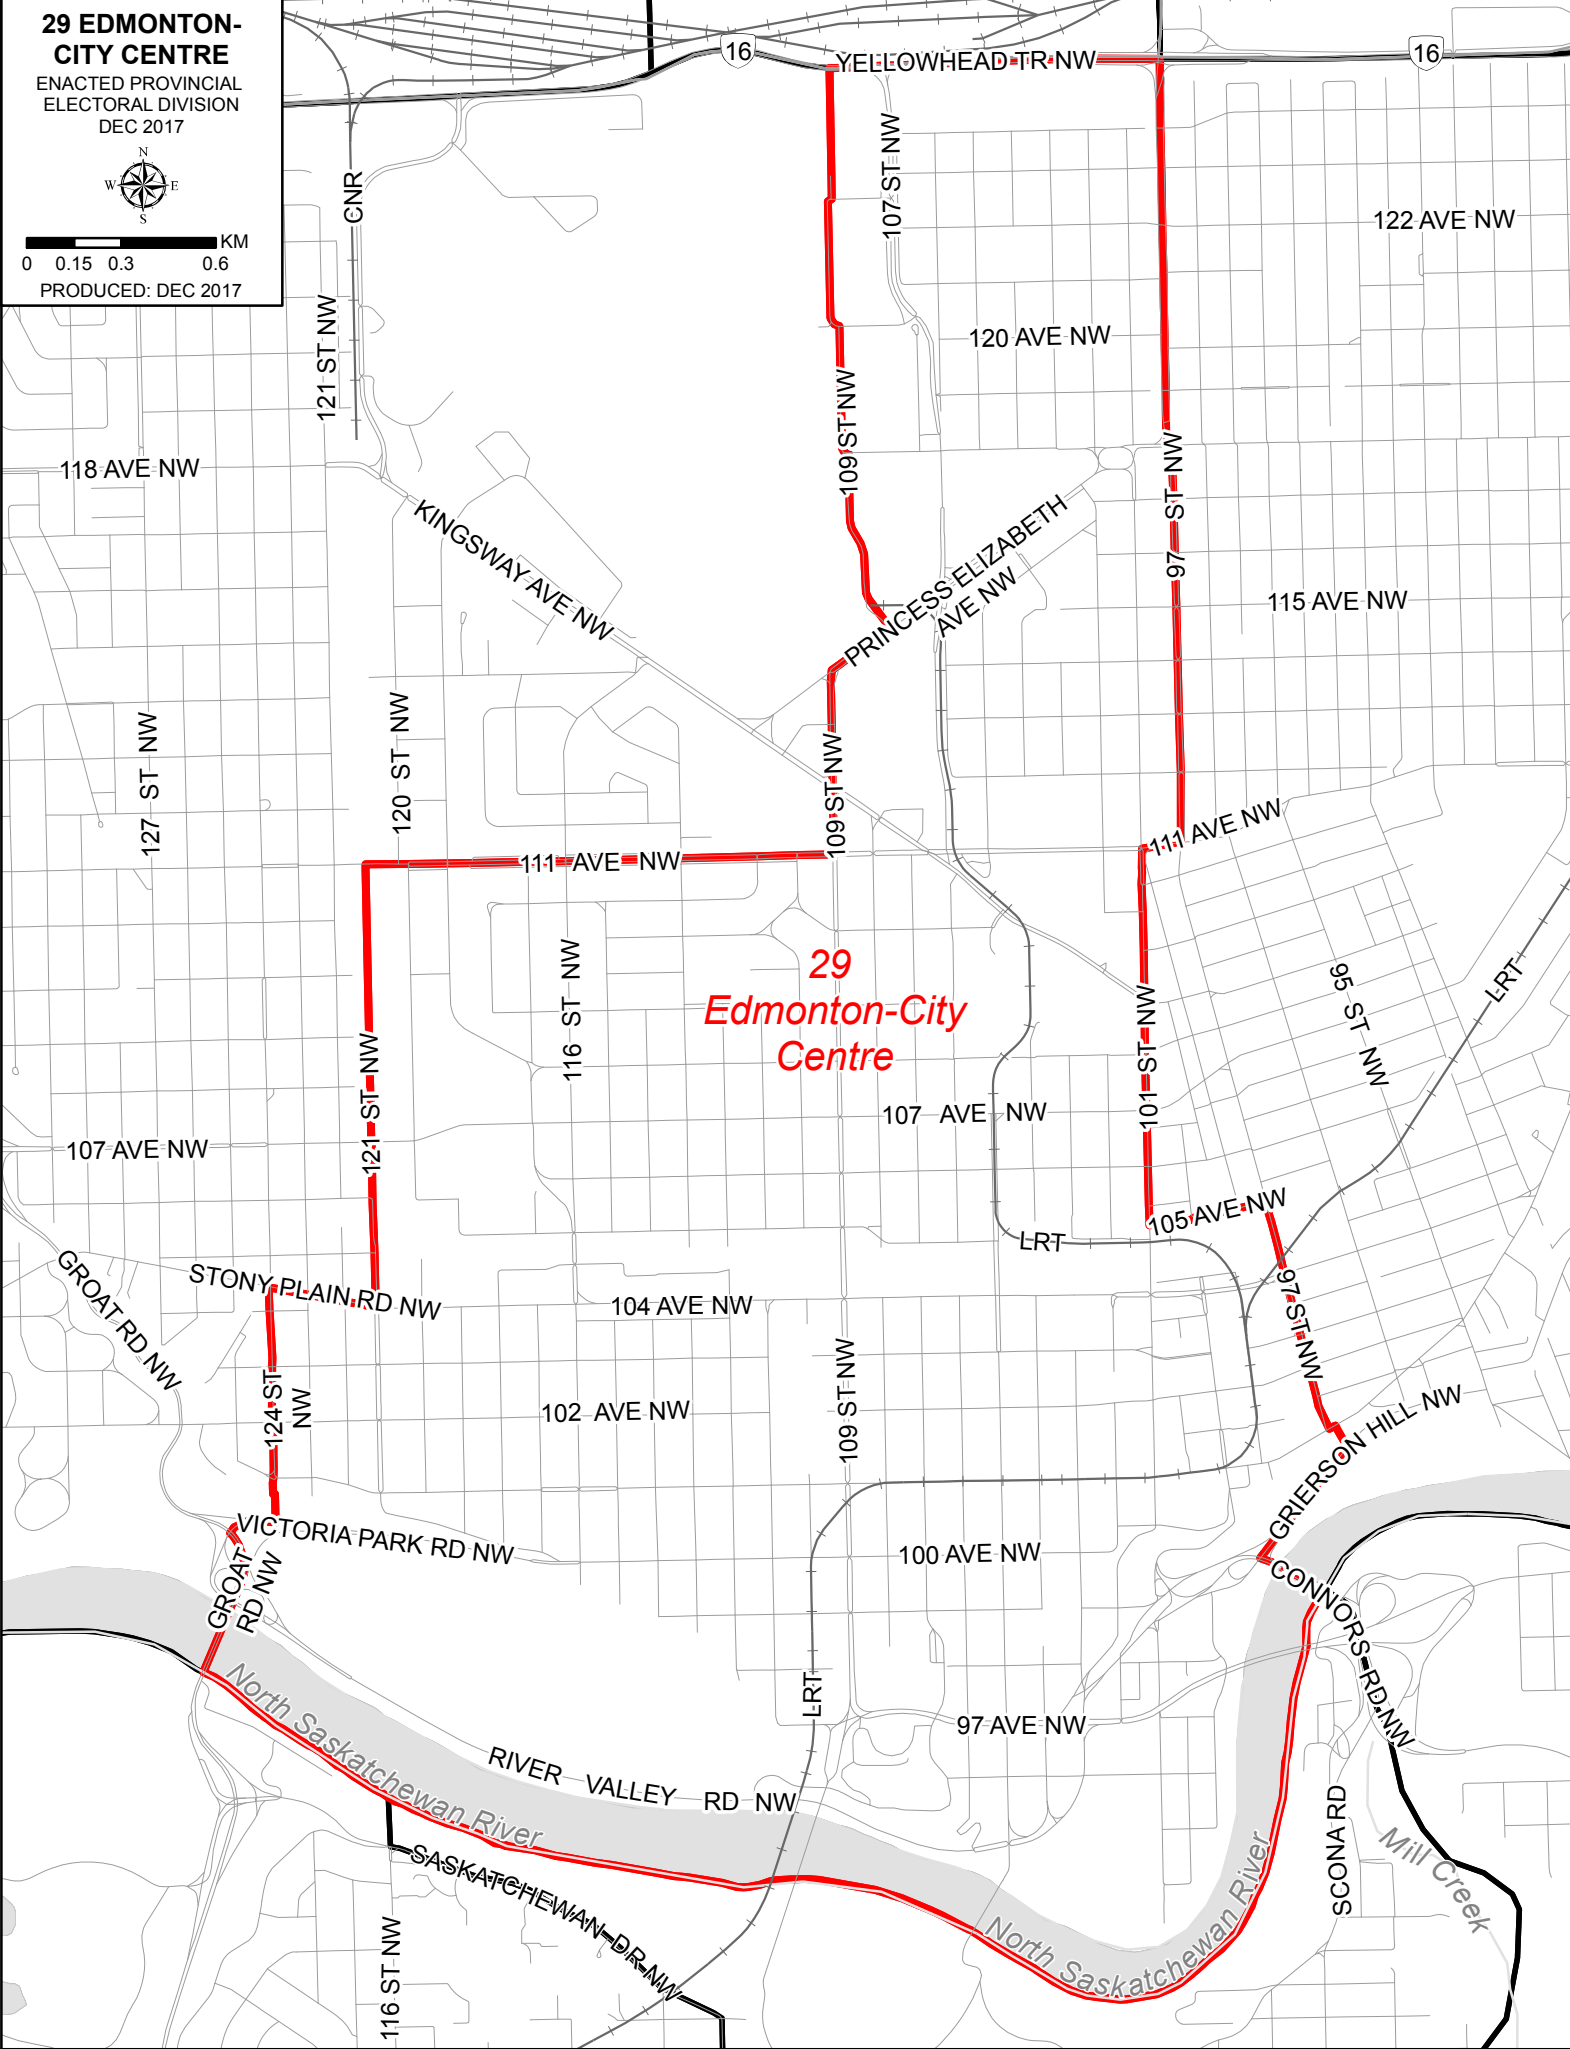 29 EDMONTON-
CITY CENTRE
ENACTED PROVINCIAL
ELECTORAL DIVISION
DEC 2017
N
W E
S
KM
0 0.15 0.3 0.6
PRODUCED: DEC 2017
16
YELLOWHEAD TR NW
16
CNR
107 ST NW
122 AVE NW
121 ST NW
120 AVE NW
109 ST NW
118 AVE NW
97 ST NW
KINGSWAY AVE NW
PRINCESS ELIZABETH
AVE NW
115 AVE NW
127 ST NW
120 ST NW
109 ST NW
111 AVE NW
111 AVE NW
116 ST NW
29
Edmonton-City
Centre
95 ST NW
LRT
121 ST NW
101 ST NW
107 AVE NW
107 AVE NW
105 AVE NW
LRT
GROAT RD NW
STONY PLAIN RD NW
104 AVE NW
97 ST NW
124 ST
NW
102 AVE NW
109 ST NW
GRIERSON HILL NW
VICTORIA PARK RD NW
100 AVE NW
GROAT
RD NW
CONNORS RD NW
North Saskatchewan River
LRT
97 AVE NW
RIVER VALLEY RD NW
SCONA RD
Mill Creek
SASKATCHEWAN DR NW
116 ST NW
North Saskatchewan River